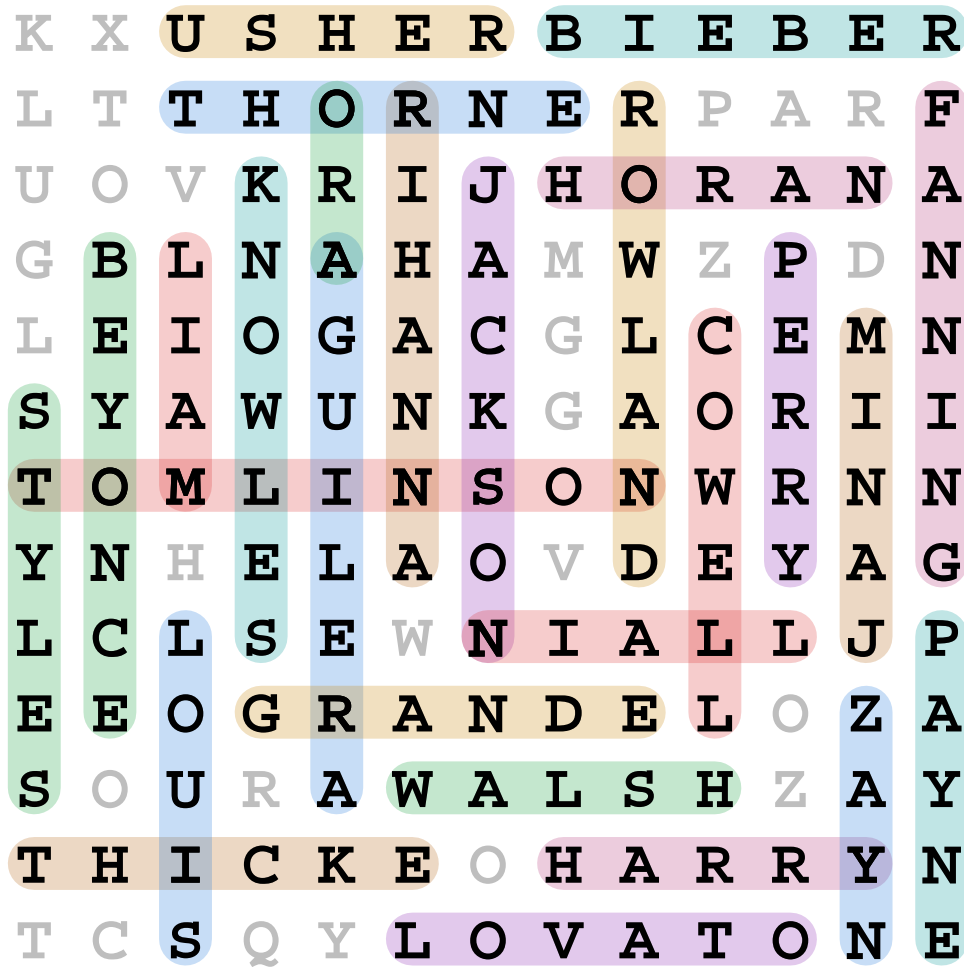 K X U S H E R B I E B E R
L T T H O R N E R P A R F
U O V K R I J H O R A N A
G B L N A H A M W Z P D N
L E I O G A C G L C E M N
S Y A W U N K G A O R I I
T O M L I N S O N W R N N
Y N H E L A O V D E Y A G
L C L S E W N I A L L J P
E E O G R A N D E L O Z A
S O U R A W A L S H Z A Y
T H I C K E O H A R R Y N
T C S Q Y L O V A T O N E